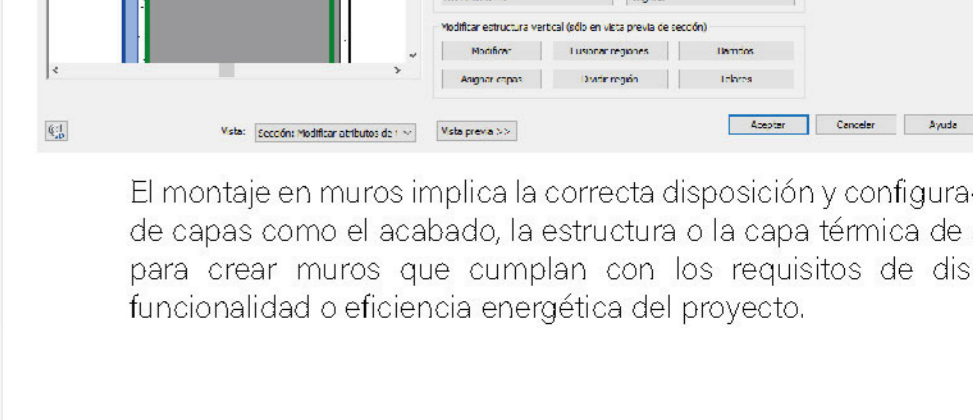 Modificar estructura vertical (sólo en vista previa de sección)
Modificar Fusionar regiones Barridos
Asignar capas Dividir región Telares
Vista: Sección: Modificar atributos de t Vista previa >> Aceptar Cancelar Ayuda
El montaje en muros implica la correcta disposición y configura
de capas como el acabado, la estructura o la capa térmica de
para crear muros que cumplan con los requisitos de dis
funcionalidad o eficiencia energética del proyecto.